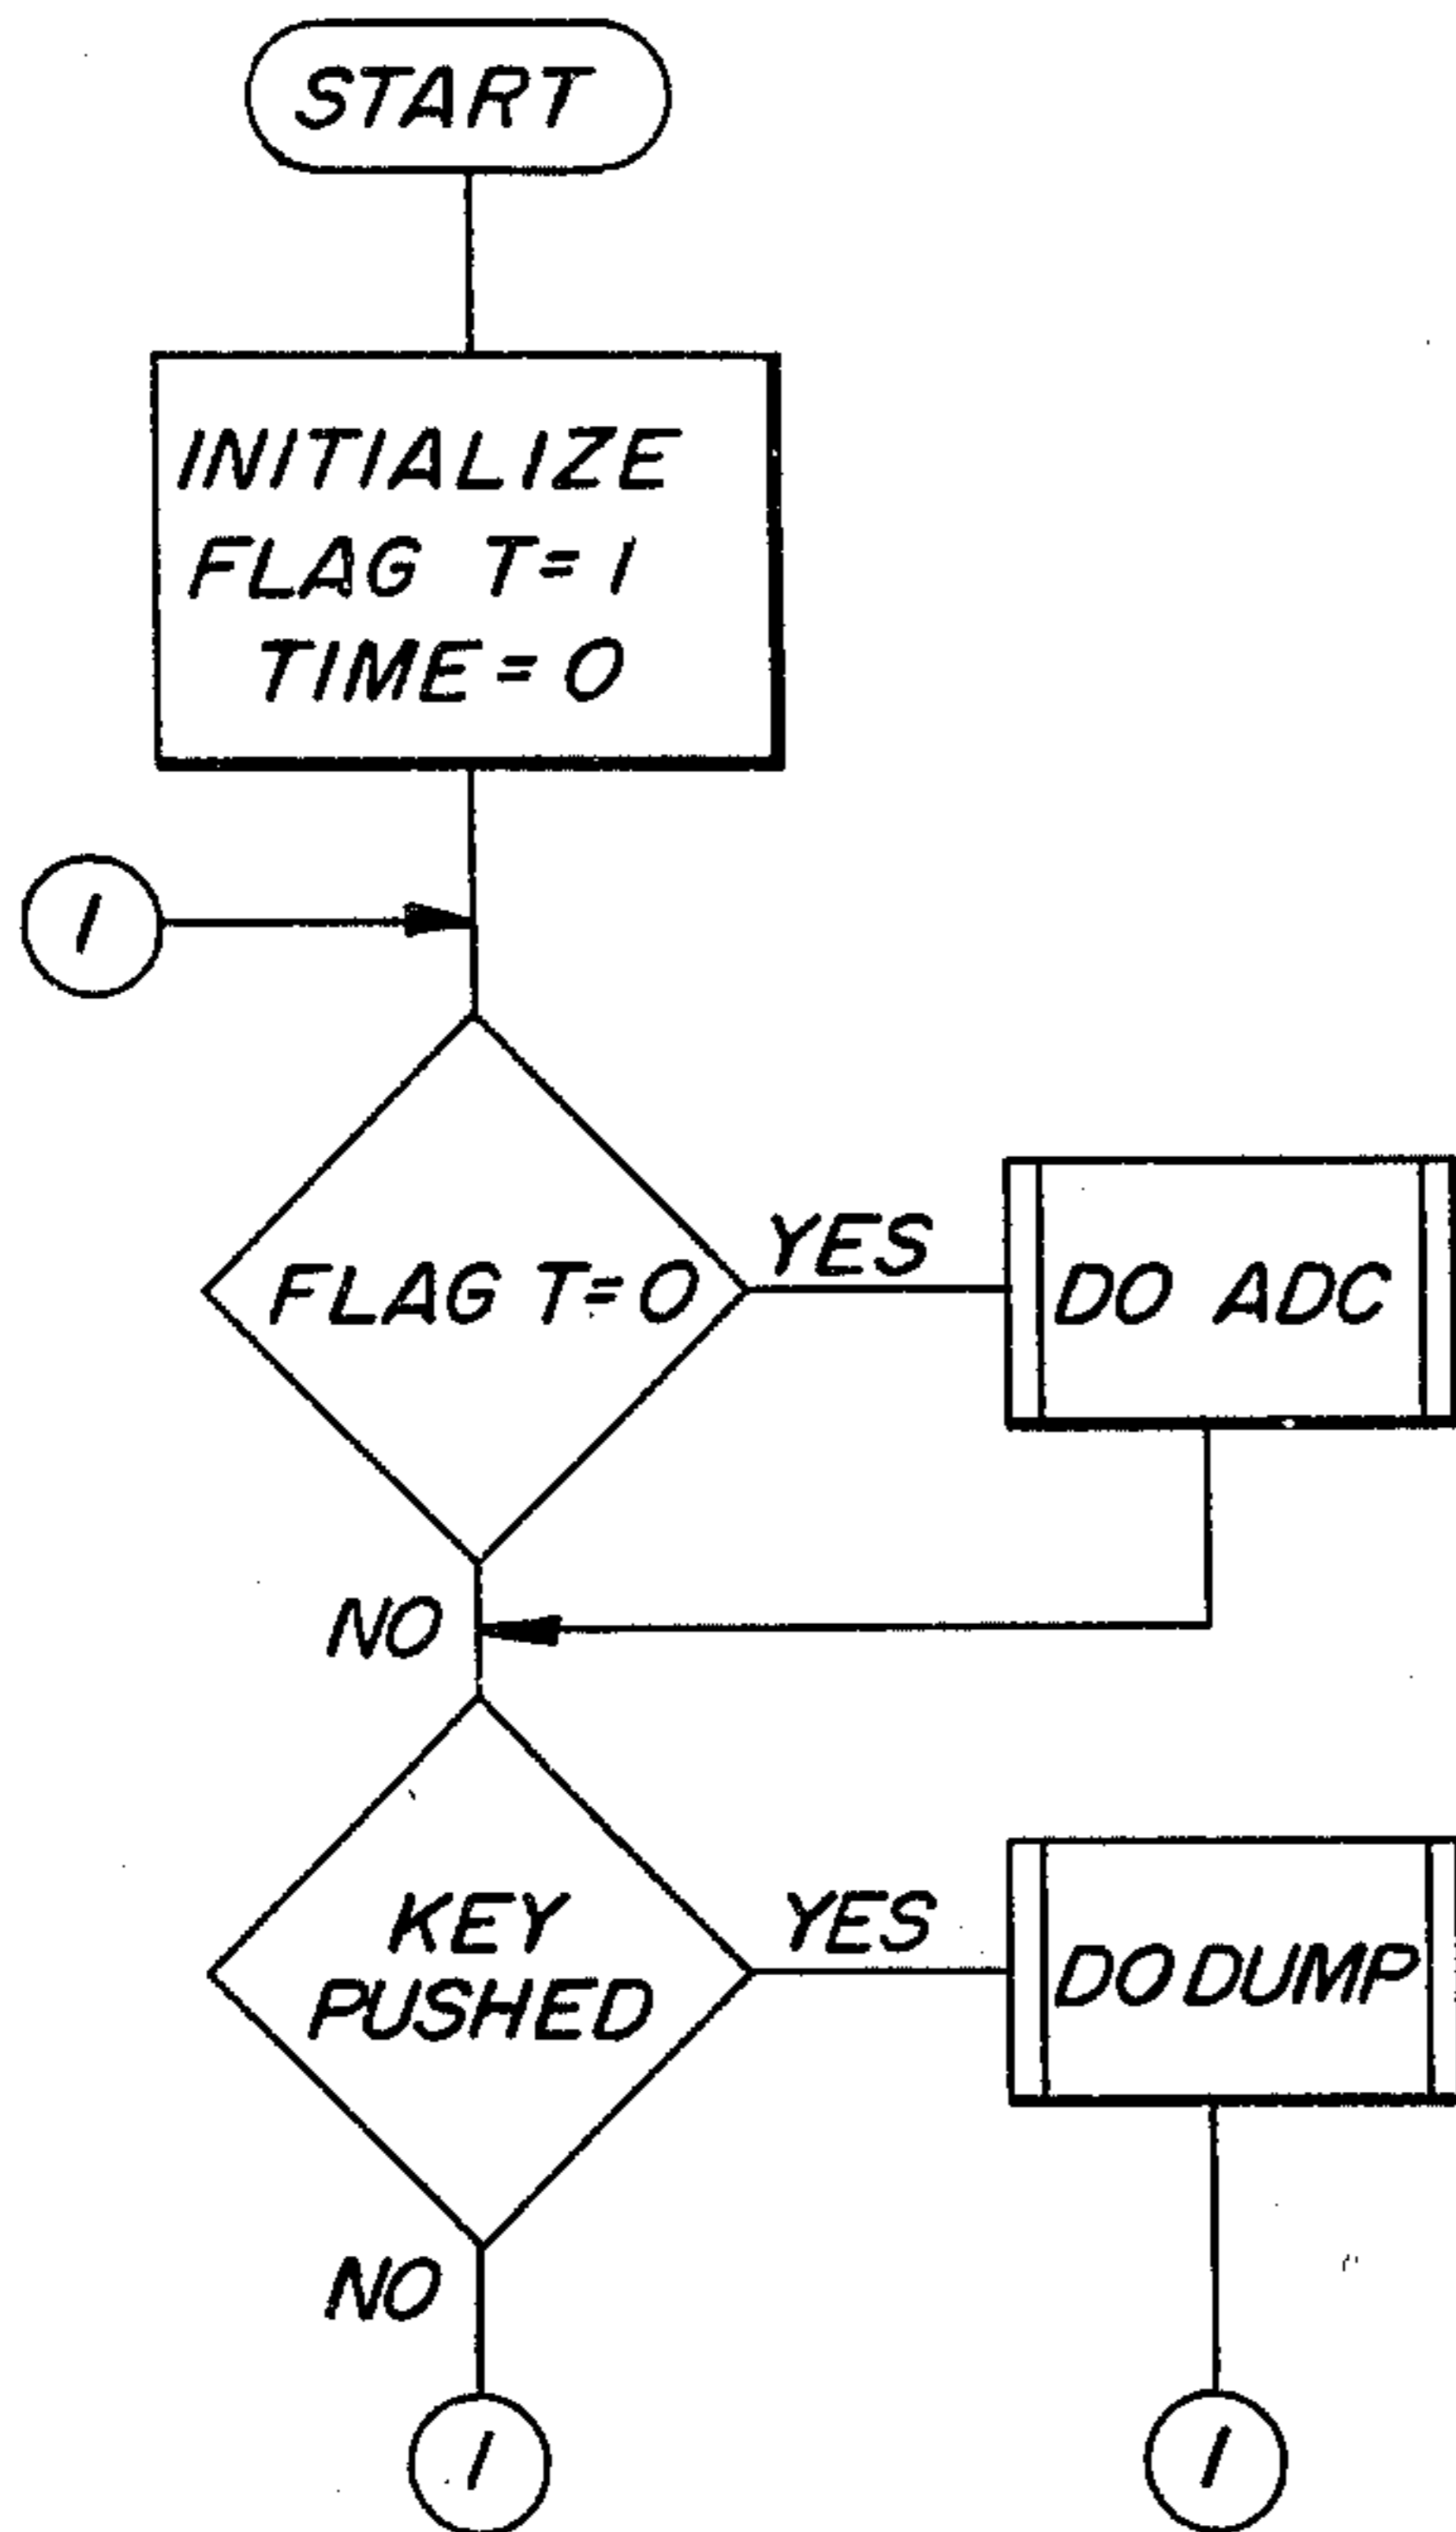 START
INITIALIZE
FLAG T=1
TIME=0
1
FLAG T=0
YES
DO ADC
NO
KEY
PUSHED
YES
DO DUMP
NO
1
1